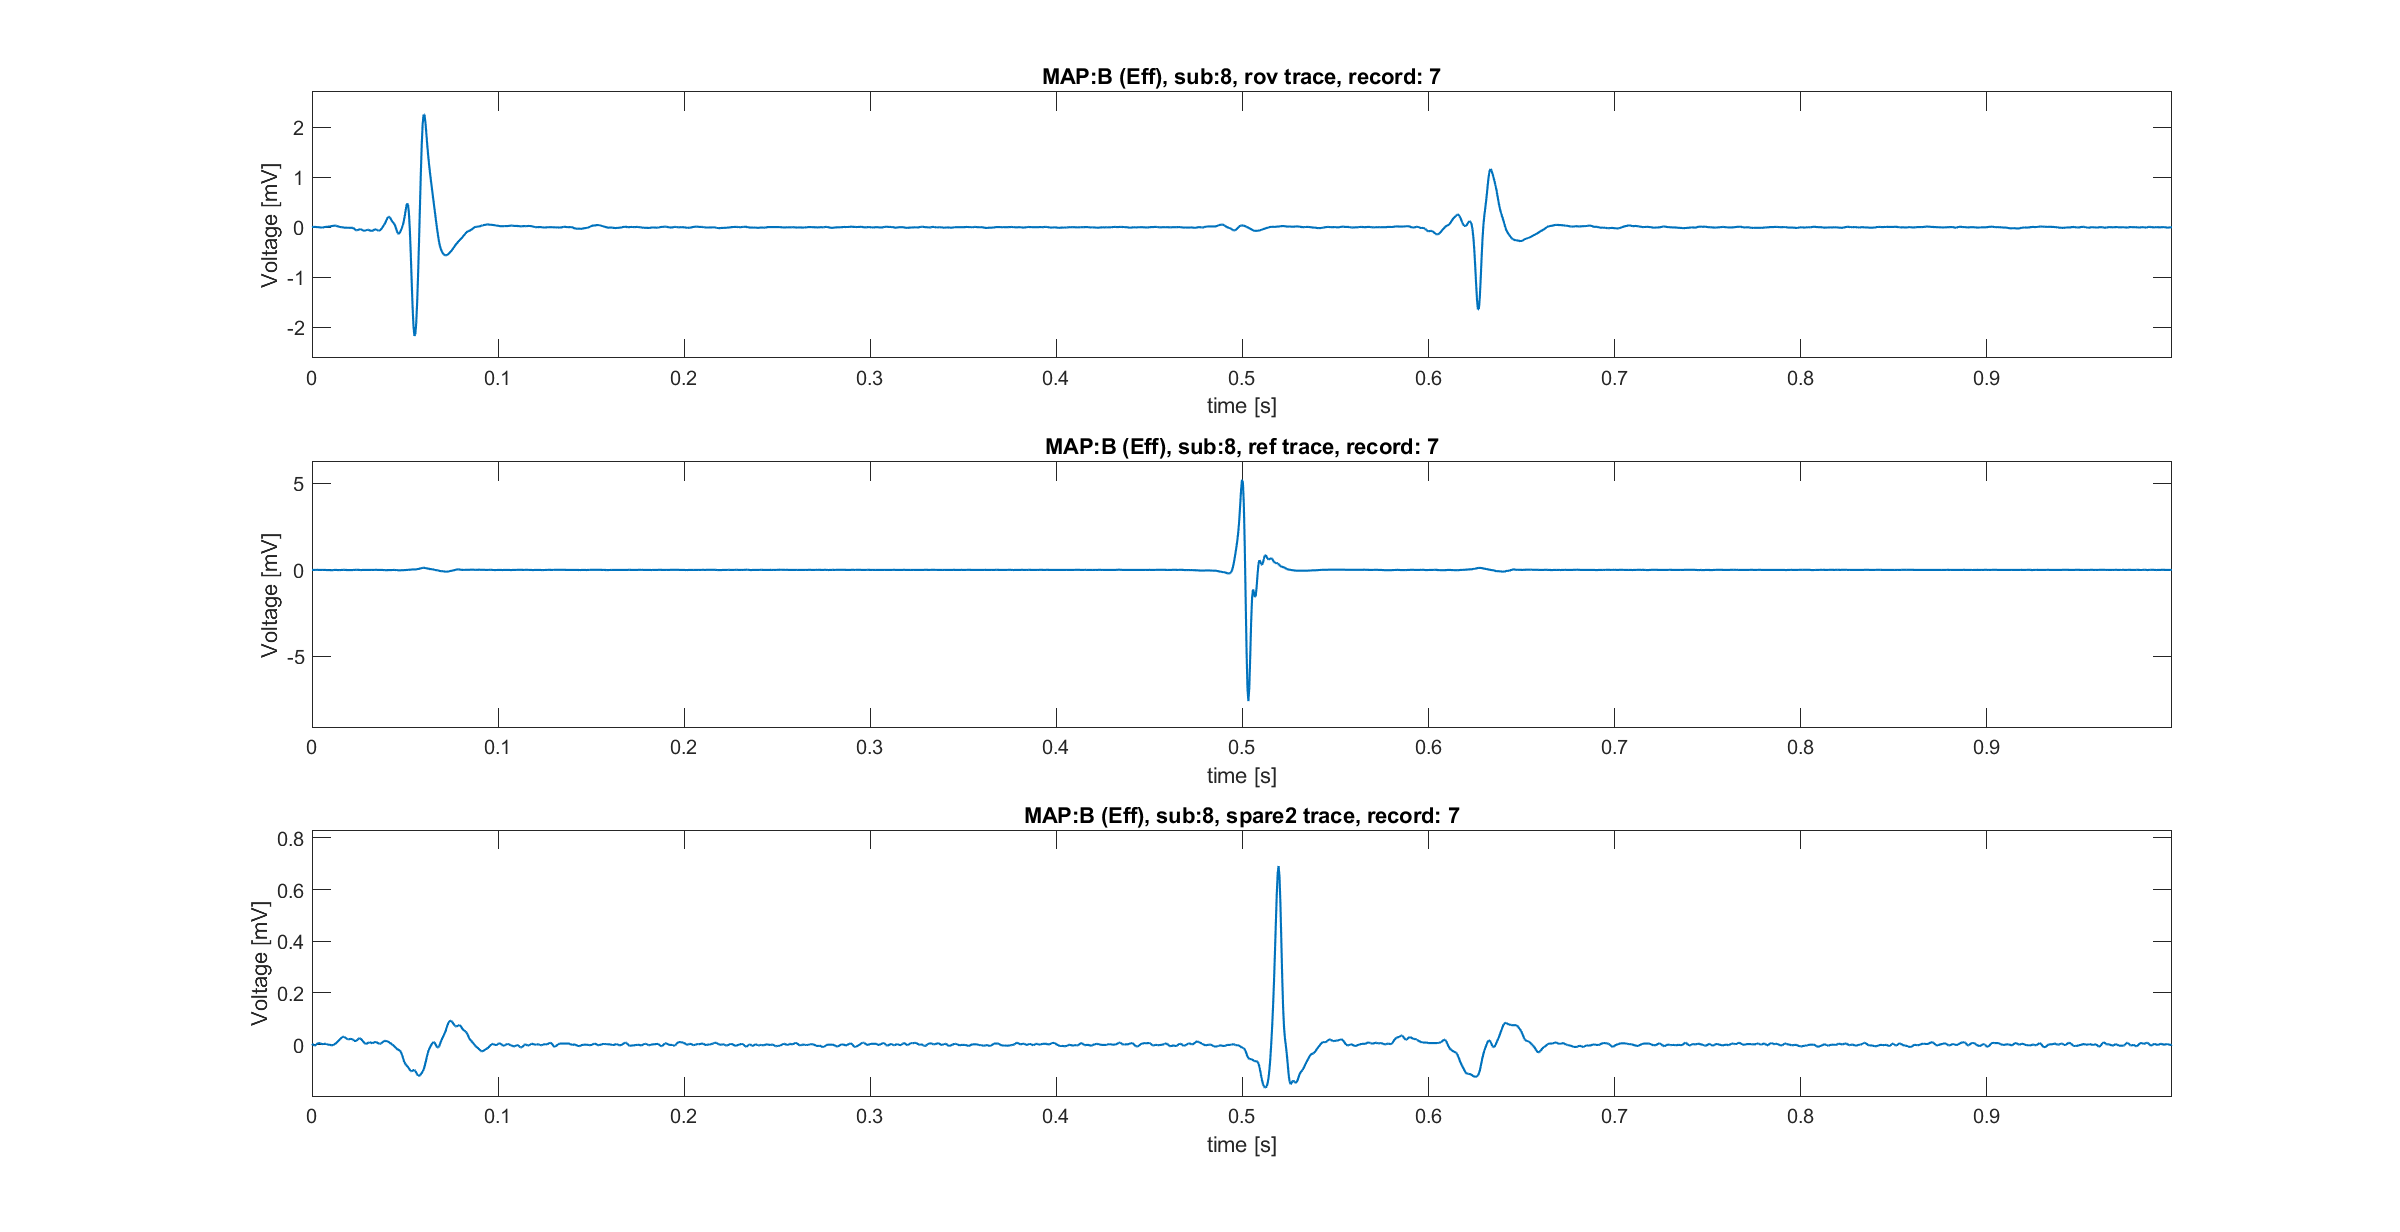 MAP:B (Eff), sub:8, rov trace, record: 7
Voltage [mV]
2
1
0
-1
-2
0 0.1 0.2 0.3 0.4 0.5 0.6 0.7 0.8 0.9
time [s]
MAP:B (Eff), sub:8, ref trace, record: 7
Voltage [mV]
5
0
-5
0 0.1 0.2 0.3 0.4 0.5 0.6 0.7 0.8 0.9
time [s]
MAP:B (Eff), sub:8, spare2 trace, record: 7
Voltage [mV]
0.8
0.6
0.4
0.2
0
0 0.1 0.2 0.3 0.4 0.5 0.6 0.7 0.8 0.9
time [s]